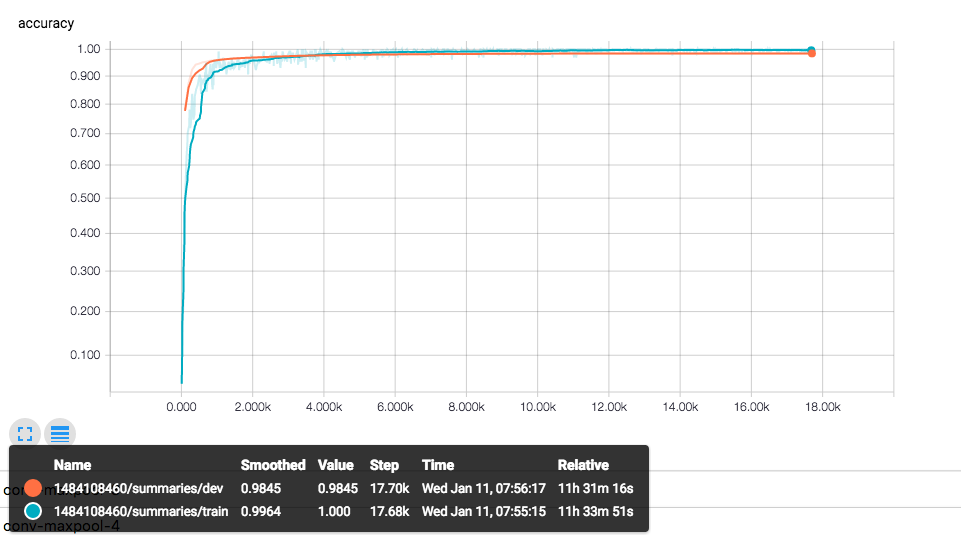 accuracy
1.00
0.900
0.800
0.700
0.600
0.500
0.400
0.300
0.200
0.100
0.000 2.000k 4.000k 6.000k 8.000k 10.00k 12.00k 14.00k 16.00k 18.00k
Name Smoothed Value Step Time Relative
1484108460/summaries/dev 0.9845 0.9845 17.70k Wed Jan 11, 07:56:17 11h 31m 16s
1484108460/summaries/train 0.9964 1.000 17.68k Wed Jan 11, 07:55:15 11h 33m 51s
conv-maxpool-4